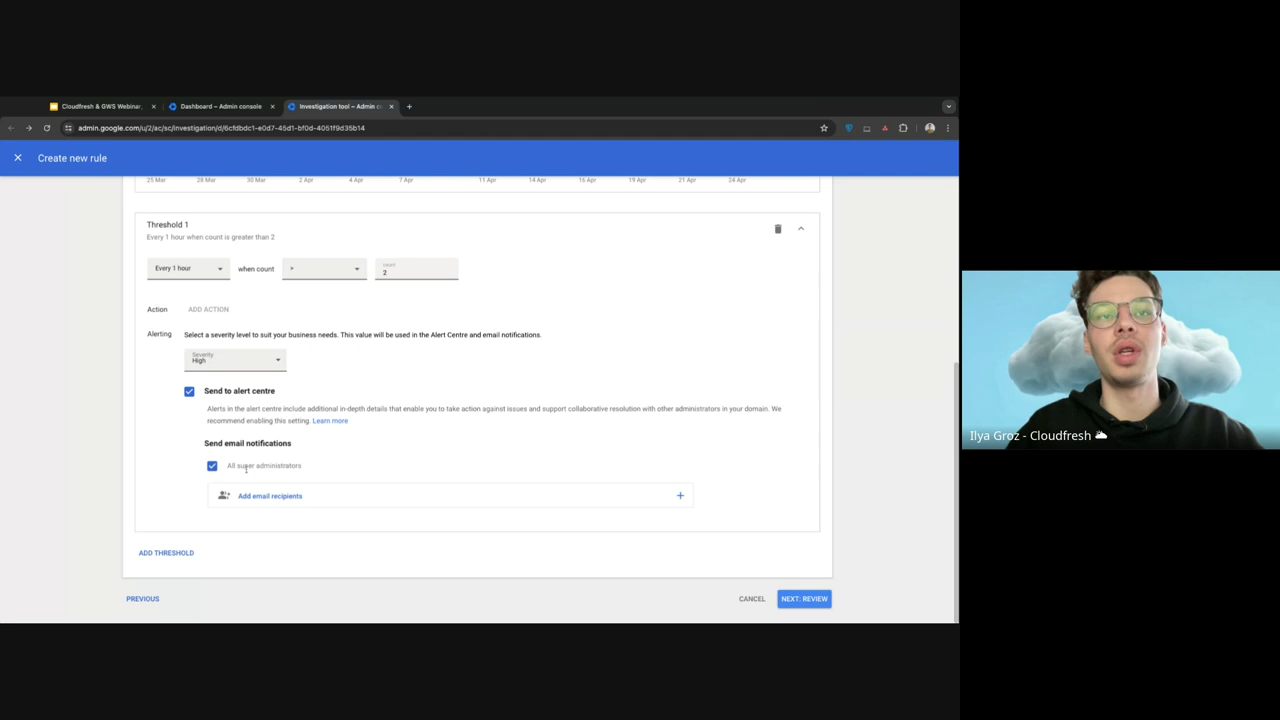 Cloudfresh & GWS Webinar,
Dashboard – Admin console
Investigation tool – Admin c
admin.google.com/u/2/ac/sc/investigation/d/6cfdbdc1-e0d7-45d1-bf0d-4051f9d35b14
Create new rule
25 Mar 28 Mar 30 Mar 2 Apr 4 Apr 7 Apr 11 Apr 14 Apr 16 Apr 19 Apr 21 Apr 24 Apr
Threshold 1
Every 1 hour when count is greater than 2
Every 1 hour when count > count
2
Action ADD ACTION
Alerting Select a severity level to suit your business needs. This value will be used in the Alert Centre and email notifications.
Severity
High
Send to alert centre
Alerts in the alert centre include additional in-depth details that enable you to take action against issues and support collaborative resolution with other administrators in your domain. We
recommend enabling this setting. Learn more
Send email notifications
All super administrators
Add email recipients
ADD THRESHOLD
PREVIOUS CANCEL NEXT: REVIEW
Ilya Groz - Cloudfresh